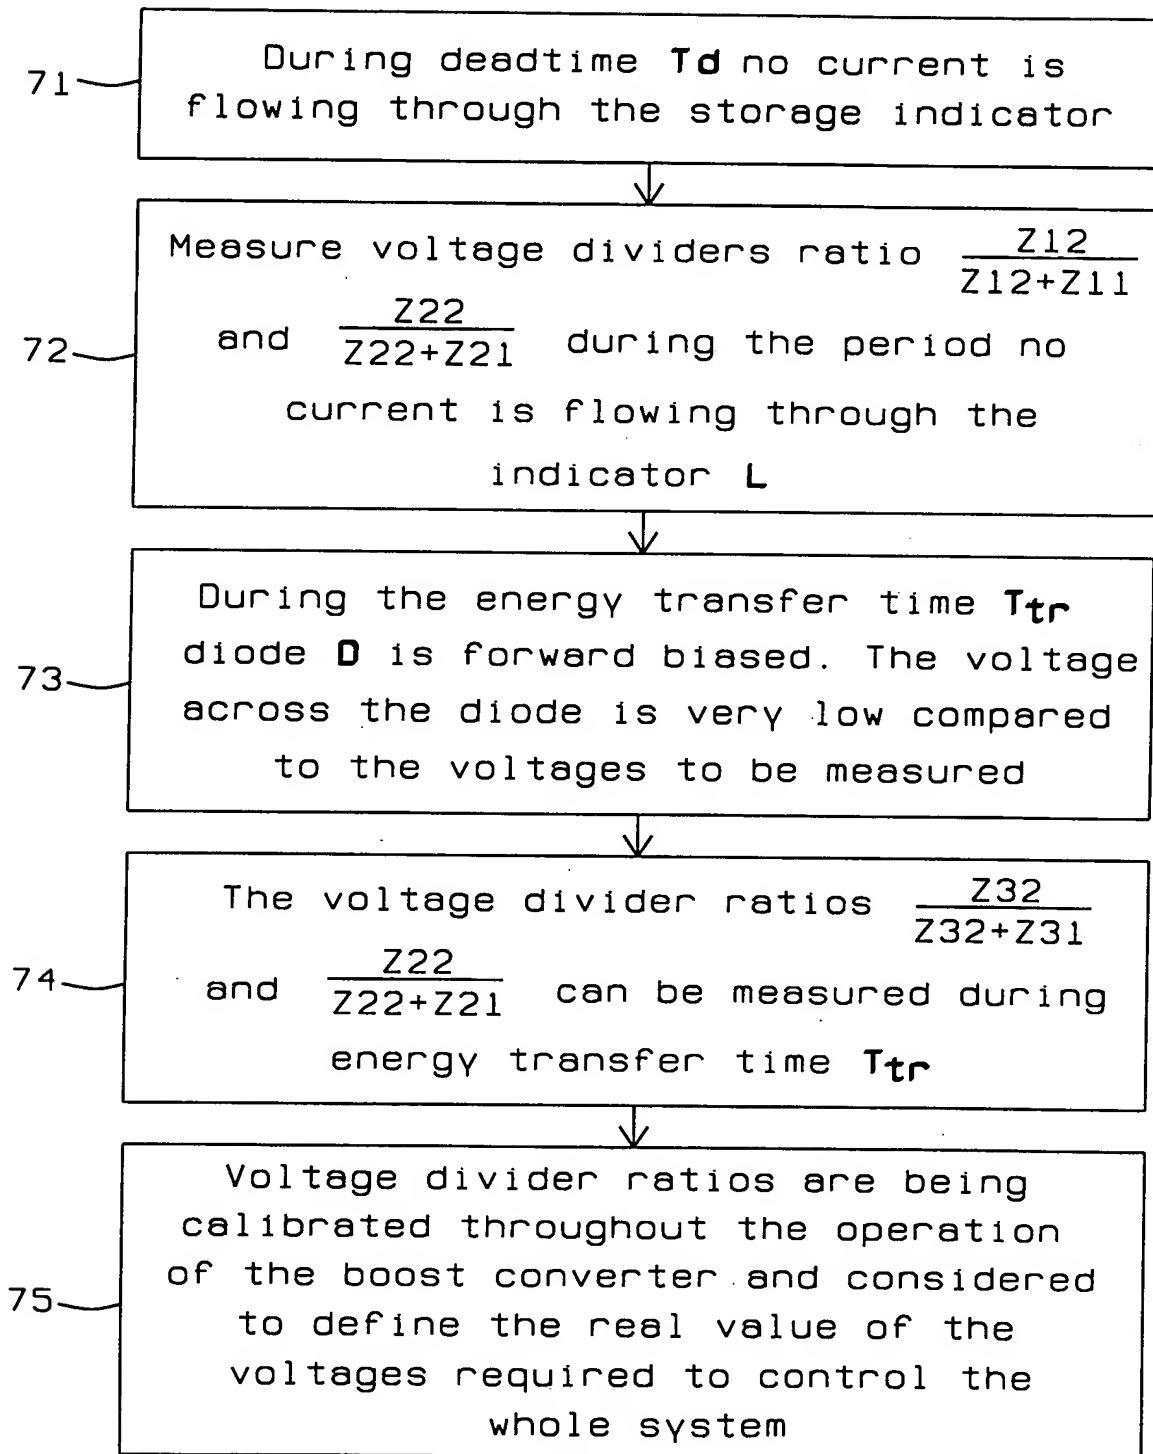 71
During deadtime Td no current is
flowing through the storage indicator
72
Measure voltage dividers ratio Z12/Z12+Z11
and Z22/Z22+Z21 during the period no
current is flowing through the
indicator L
73
During the energy transfer time Ttr
diode D is forward biased. The voltage
across the diode is very low compared
to the voltages to be measured
74
The voltage divider ratios Z32/Z32+Z31
and Z22/Z22+Z21 can be measured during
energy transfer time Ttr
75
Voltage divider ratios are being
calibrated throughout the operation
of the boost converter and considered
to define the real value of the
voltages required to control the
whole system